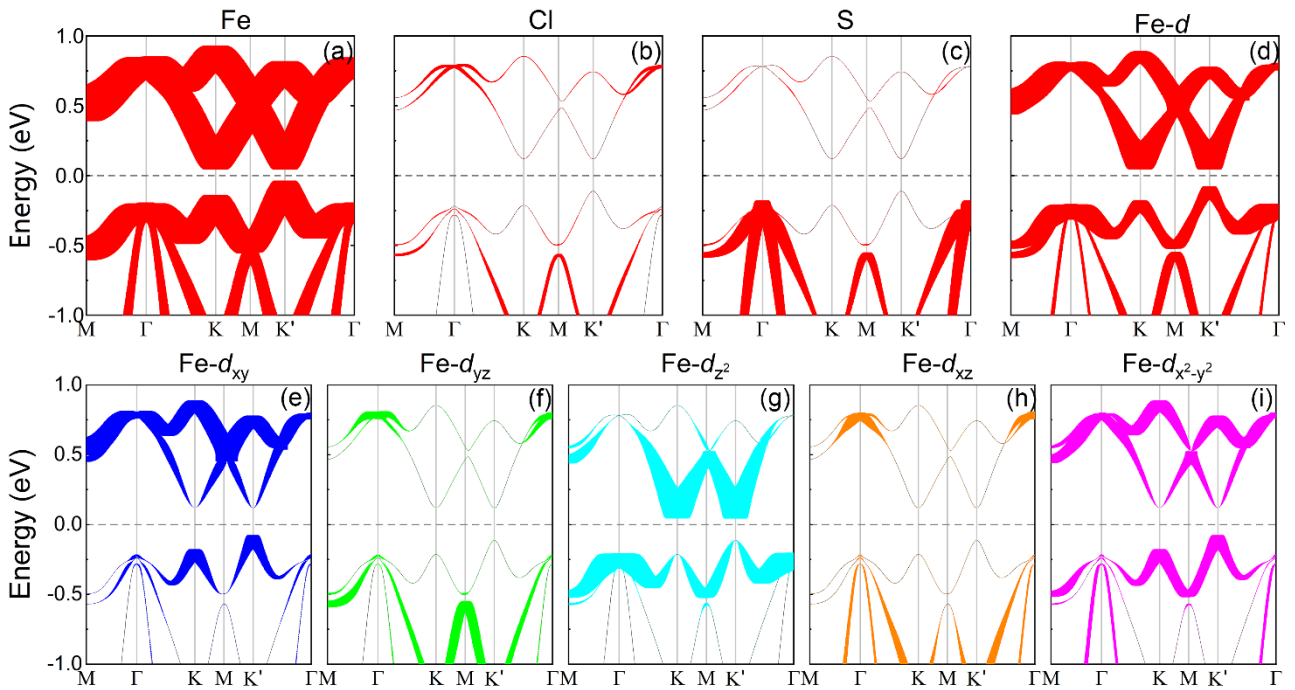 Fe Cl S Fe-d
(a) (b) (c) (d)
Energy (eV)
1.0
0.5
0.0
-0.5
-1.0
M Γ K M K' Γ M Γ K M K' Γ M Γ K M K' Γ M Γ K M K' Γ
Fe-dxy Fe-dyz Fe-dz² Fe-dxz Fe-dx²-y²
(e) (f) (g) (h) (i)
Energy (eV)
1.0
0.5
0.0
-0.5
-1.0
M Γ K M K' ΓM Γ K M K' ΓM Γ K M K' ΓM Γ K M K' ΓM Γ K M K' Γ